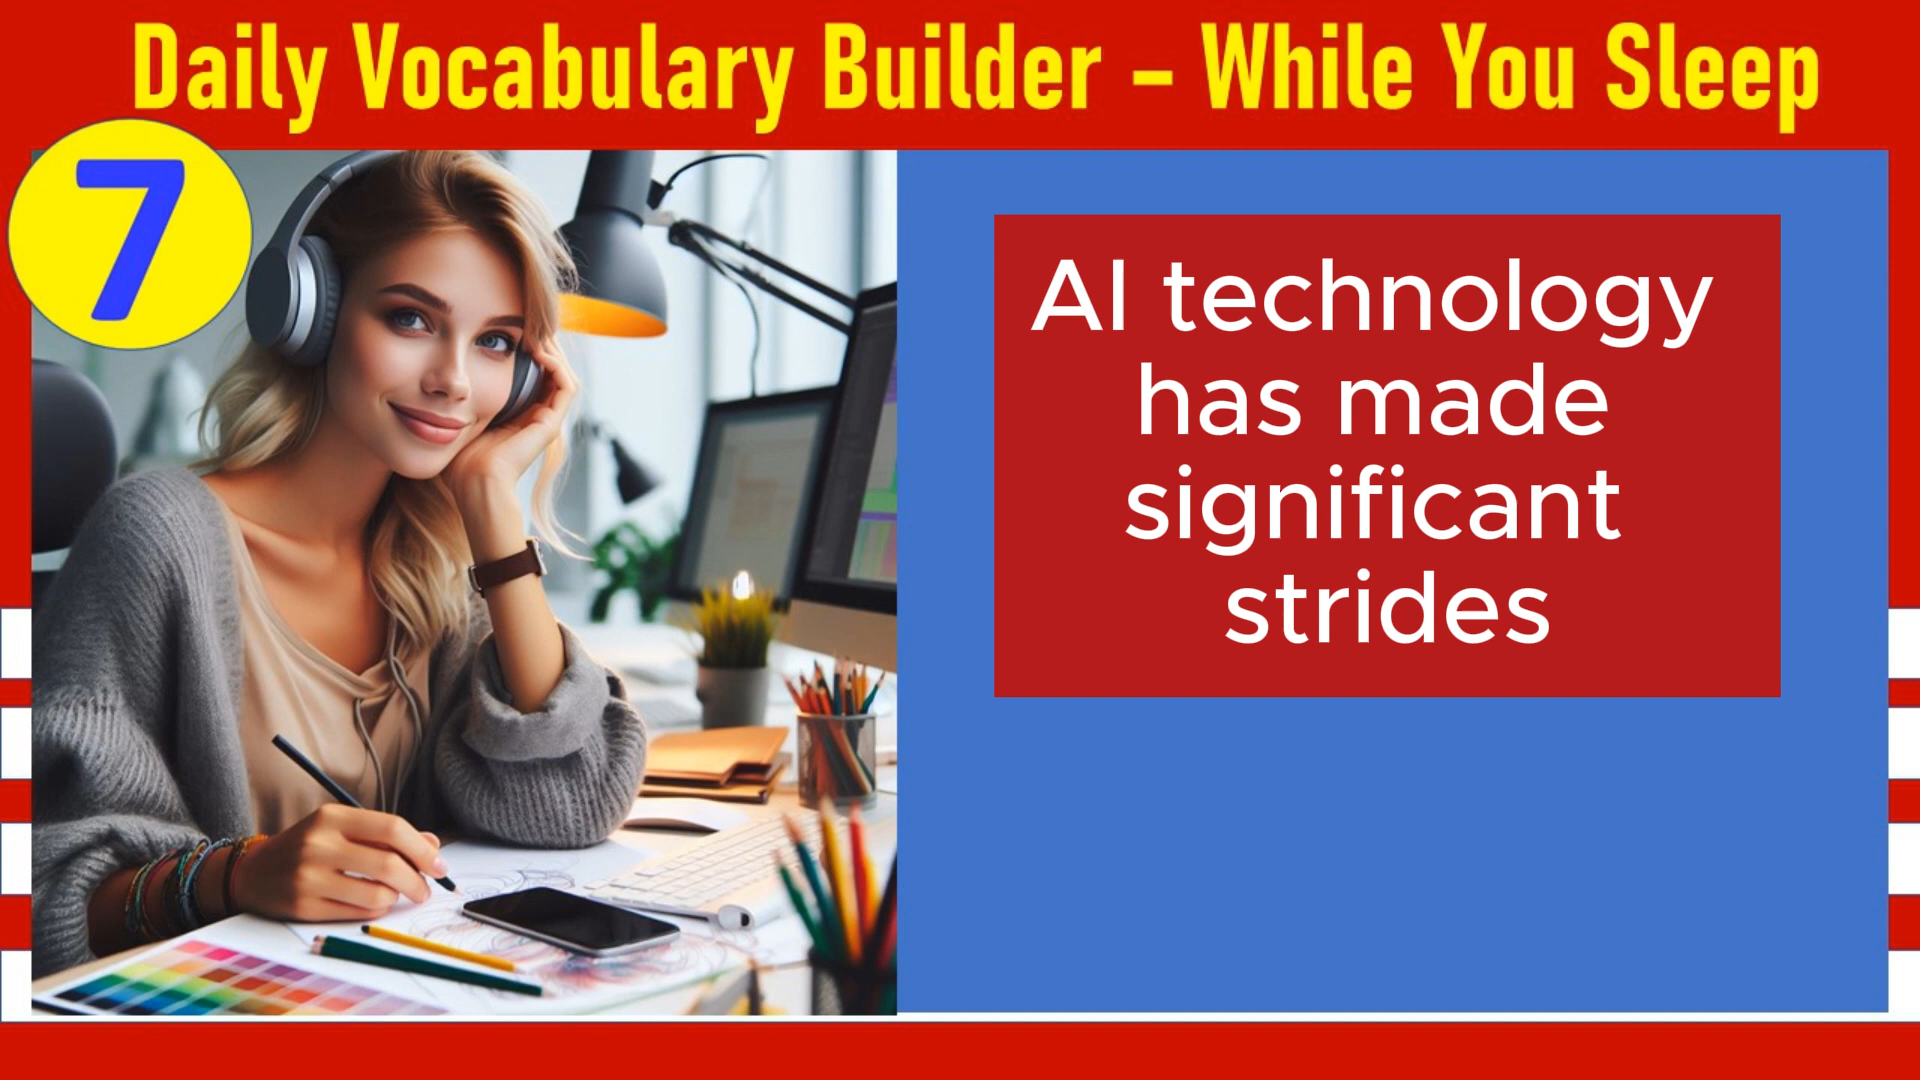 Daily Vocabulary Builder – While You Sleep
7
AI technology
has made
significant
strides